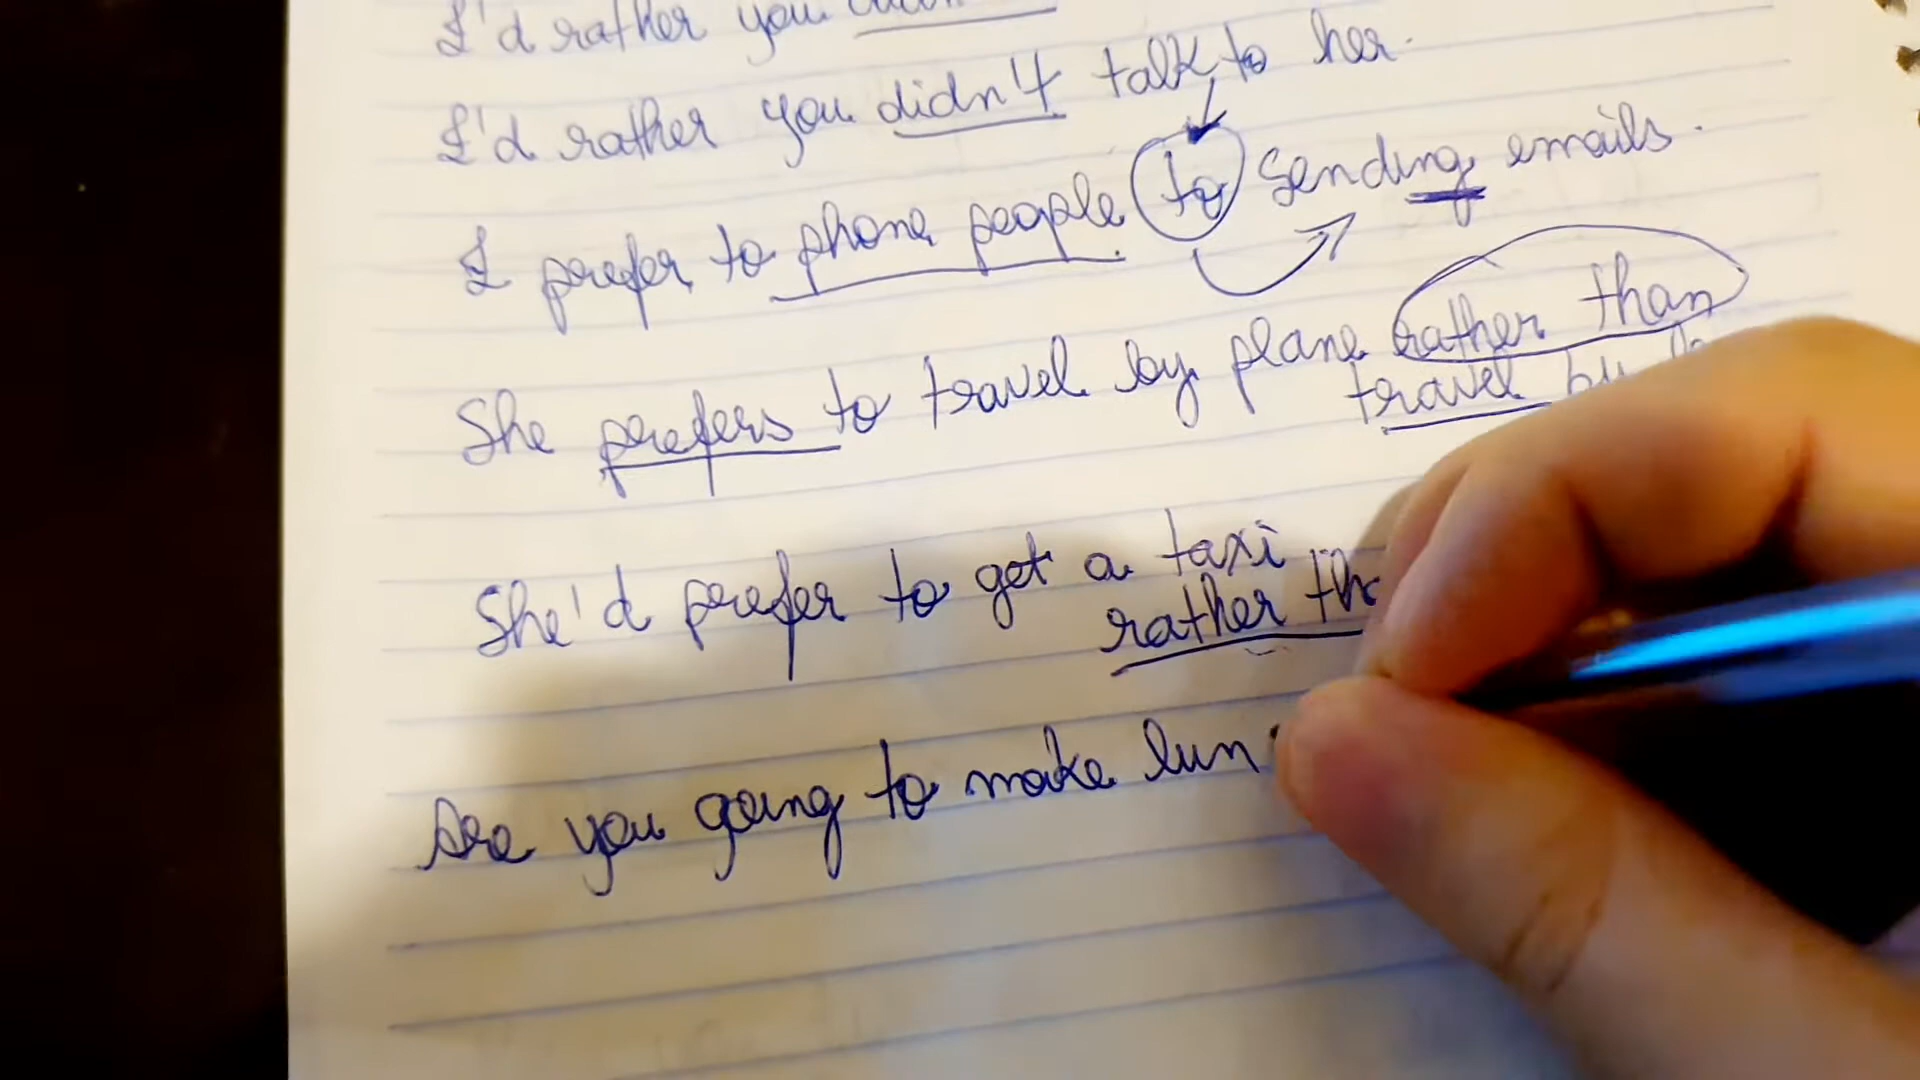 I'd rather you
I'd rather you didn't talk to her.
I prefer to phone people to sending emails.
She prefers to travel by plane rather than
travel by
She'd prefer to get a taxi
rather
Are you going to make